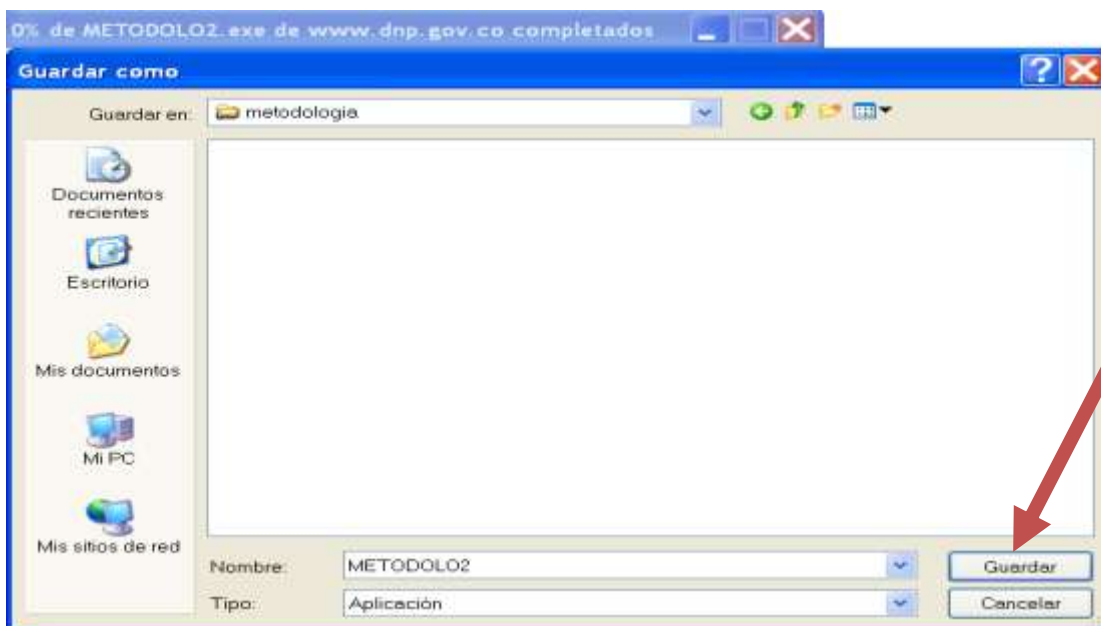 0% de METODOLO2.exe de www.dnp.gov.co completados
Guardar como
Guardar en:
metodologia
Documentos
recientes
Escritorio
Mis documentos
Mi PC
Mis sitios de red
Nombre:
METODOLO2
Guardar
Tipo:
Aplicación
Cancelar